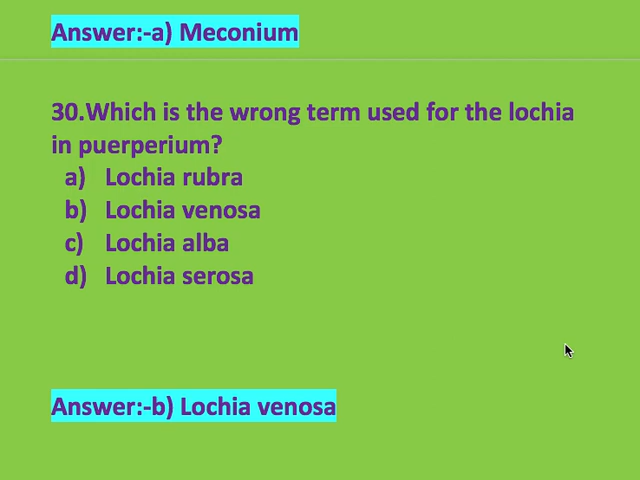 Answer:-a) Meconium
30.Which is the wrong term used for the lochia
in puerperium?
a) Lochia rubra
b) Lochia venosa
c) Lochia alba
d) Lochia serosa
Answer:-b) Lochia venosa